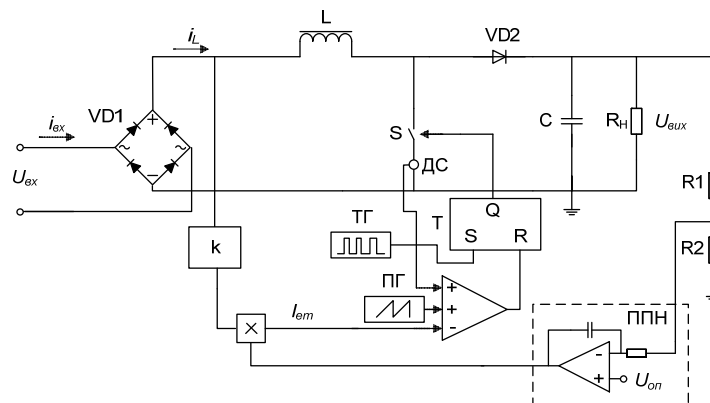 L
i_L
VD2
VD1
i_вх
S
C
R_Н
U_вих
U_вх
ДС
R1
ТГ
T
Q
S
R
R2
k
ПГ
+
+
-
I_ет
×
ППН
-
+
U_оп